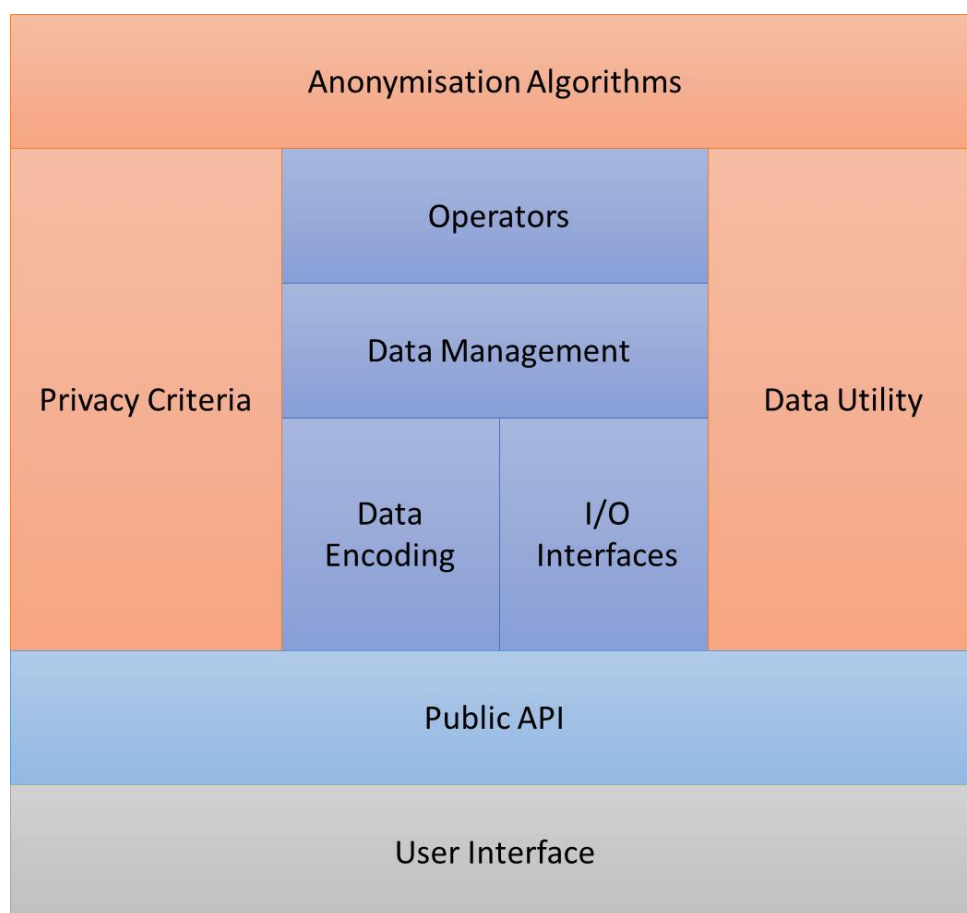 Anonymisation Algorithms
Operators
Data Management
Privacy Criteria
Data Utility
Data
Encoding
I/O
Interfaces
Public API
User Interface